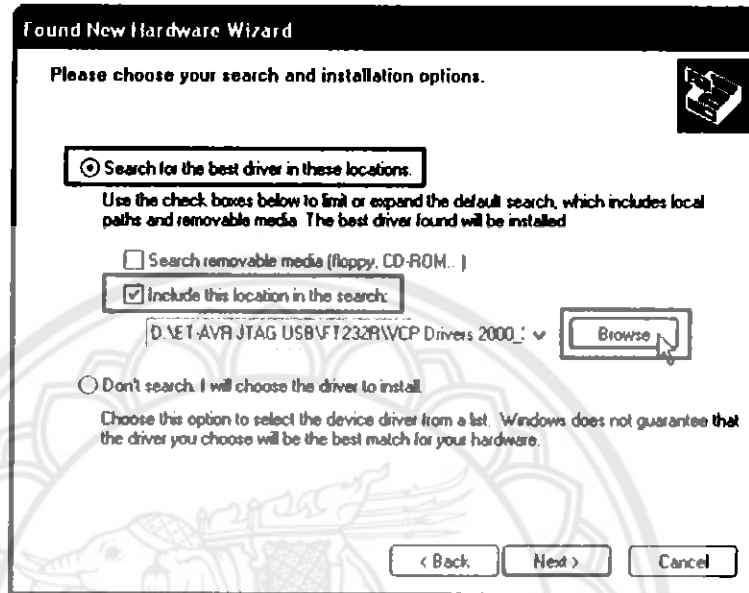 Found New Hardware Wizard
Please choose your search and installation options.
Search for the best driver in these locations.
Use the check boxes below to limit or expand the default search, which includes local
paths and removable media. The best driver found will be installed
Search removable media (floppy, CD-ROM...)
Include this location in the search:
D:\ET-AVR JTAG USB\FT232R\VCP Drivers 2000_
Browse
Don't search. I will choose the driver to install.
Choose this option to select the device driver from a list. Windows does not guarantee that
the driver you choose will be the best match for your hardware.
< Back
Next >
Cancel